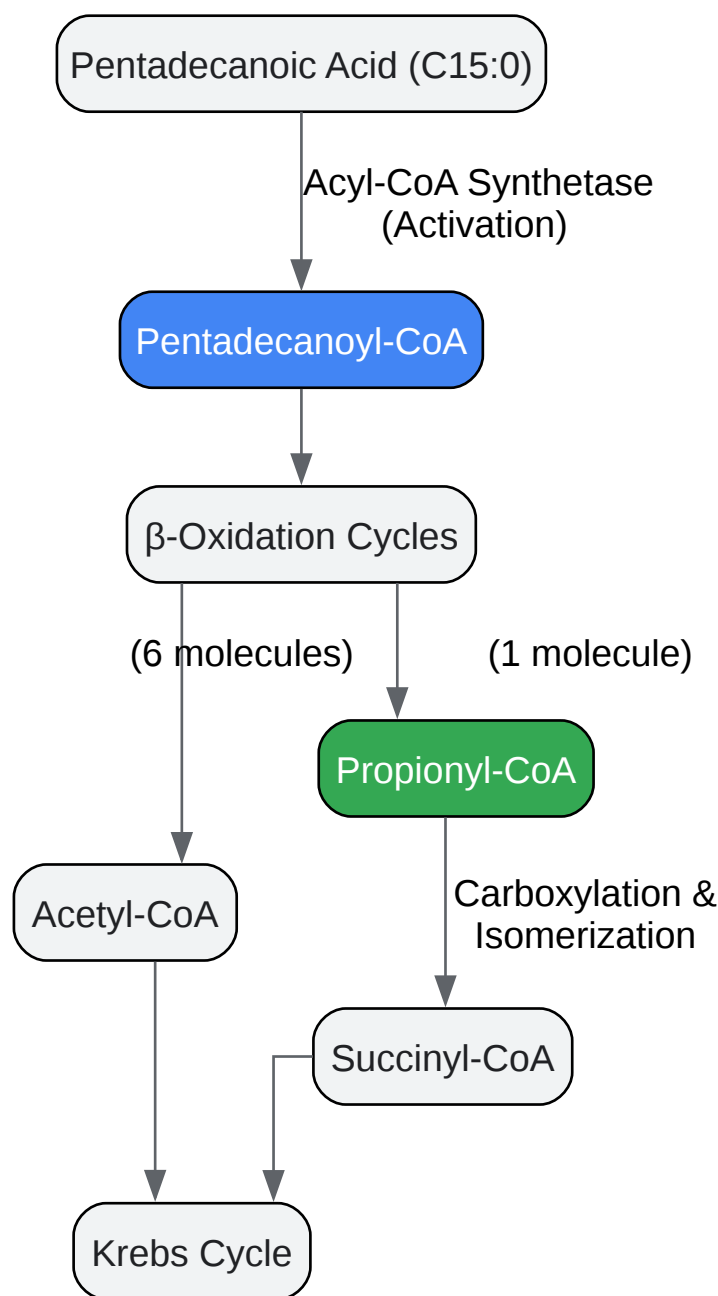 Pentadecanoic Acid (C15:0)
Acyl-CoA Synthetase
(Activation)
Pentadecanoyl-CoA
β-Oxidation Cycles
(6 molecules)
(1 molecule)
Propionyl-CoA
Acetyl-CoA
Carboxylation &
Isomerization
Succinyl-CoA
Krebs Cycle